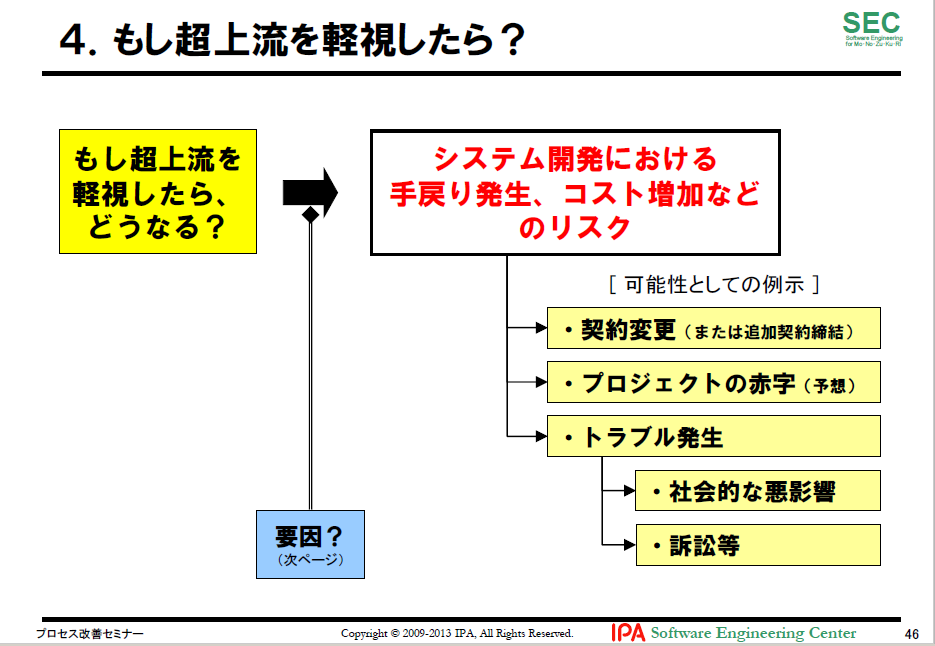 ４．もし超上流を軽視したら？
SEC
Software Engineering
for Mo・No・Zu・Ku・Ri
もし超上流を
軽視したら、
どうなる？
システム開発における
手戻り発生、コスト増加など
のリスク
［ 可能性としての例示 ］
・契約変更（または追加契約締結）
・プロジェクトの赤字（予想）
・トラブル発生
・社会的な悪影響
・訴訟等
要因？
（次ページ）
プロセス改善セミナー
Copyright © 2009-2013 IPA, All Rights Reserved.
IPA Software Engineering Center
46